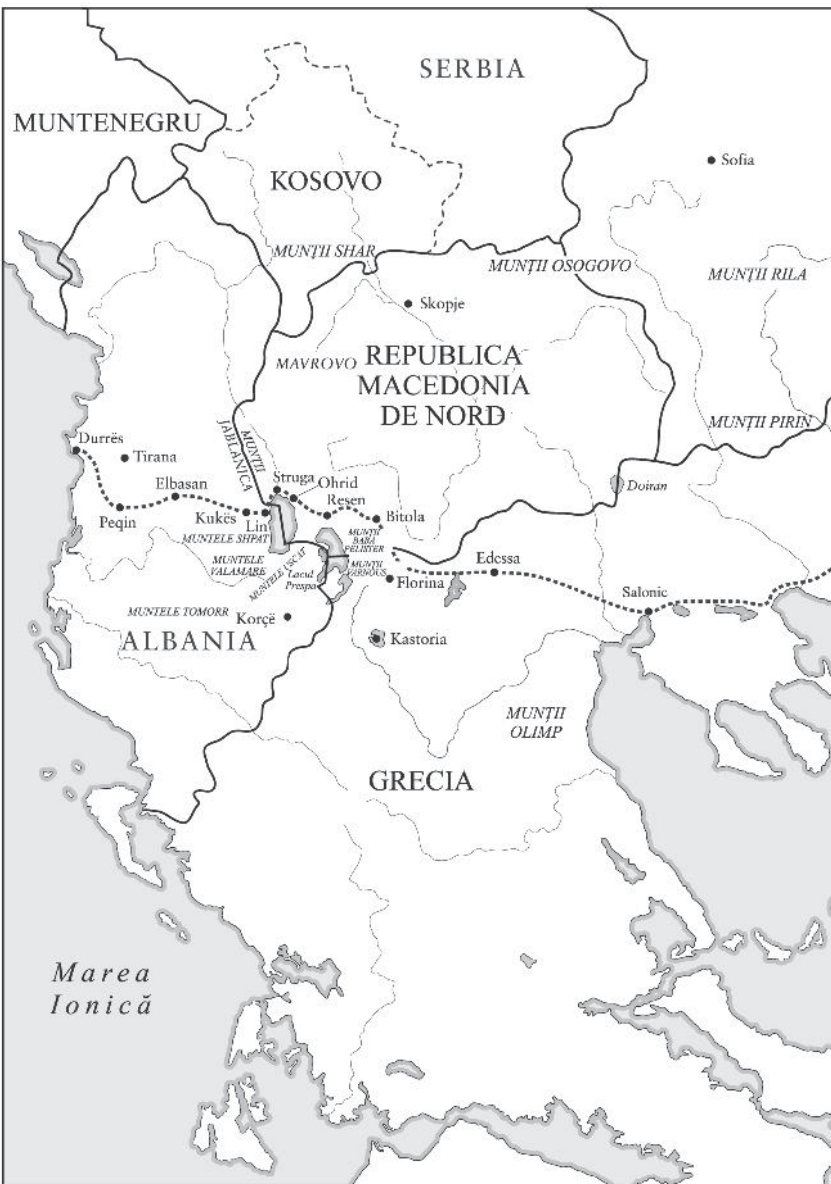 SERBIA
MUNTENEGRU
Sofia
KOSOVO
MUNȚII SHAR
MUNȚII OSOGOVO
MUNȚII RILA
Skopje
MAVROVO
REPUBLICA
MACEDONIA
DE NORD
MUNȚII PIRIN
MUNȚII
JABLANICA
Durrës
Tirana
Struga
Ohrid
Doiran
Elbasan
Resen
Peqin
Kukës
Lin
Bitola
MUNTELE SHPAT
MUNȚII
BABA
PELISTER
MUNTELE
VALAMARE
MUNTELE USCAT
Lacul
Prespa
MUNȚII
VARNOUS
Edessa
Florina
Salonic
MUNTELE TOMORR
Korçë
ALBANIA
Kastoria
MUNȚII
OLIMP
GRECIA
Marea
Ionică